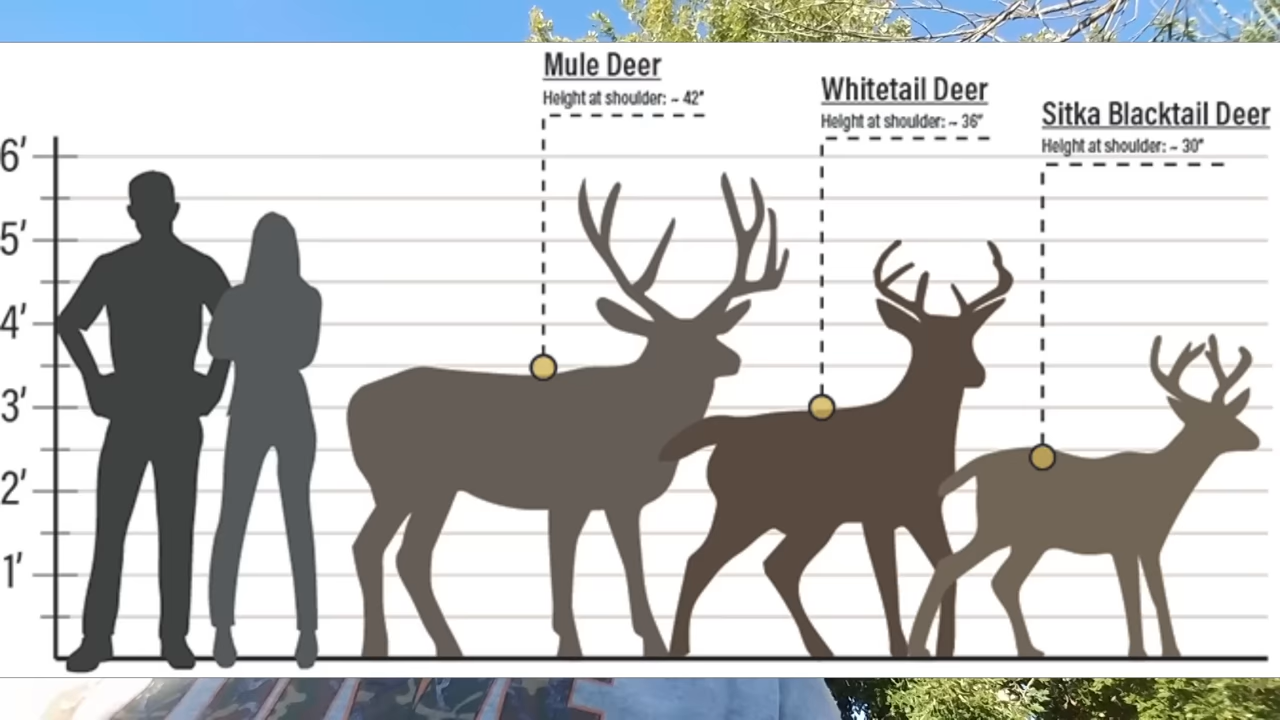 Mule Deer
Height at shoulder: ~ 42"
Whitetail Deer
Height at shoulder: ~ 36"
Sitka Blacktail Deer
Height at shoulder: ~ 30"
6'
5'
4'
3'
2'
1'